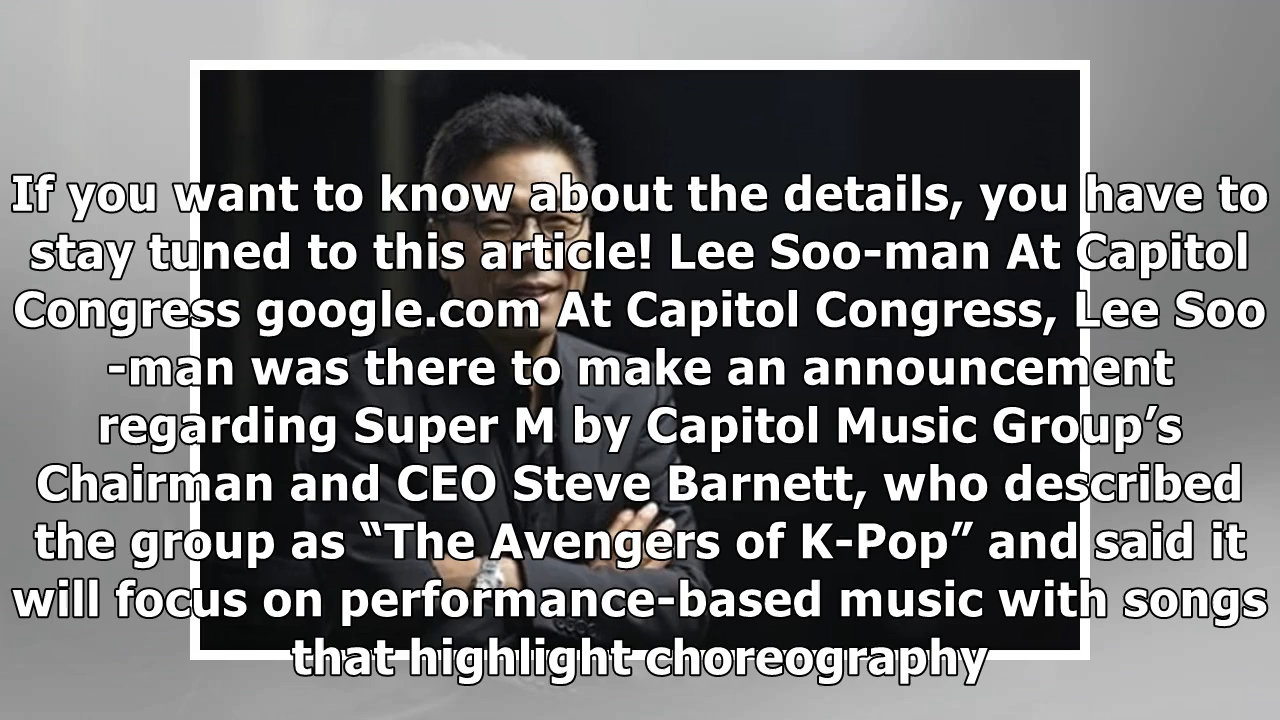 If you want to know about the details, you have to
stay tuned to this article! Lee Soo-man At Capitol
Congress google.com At Capitol Congress, Lee Soo
-man was there to make an announcement
regarding Super M by Capitol Music Group’s
Chairman and CEO Steve Barnett, who described
the group as “The Avengers of K-Pop” and said it
will focus on performance-based music with songs
that highlight choreography